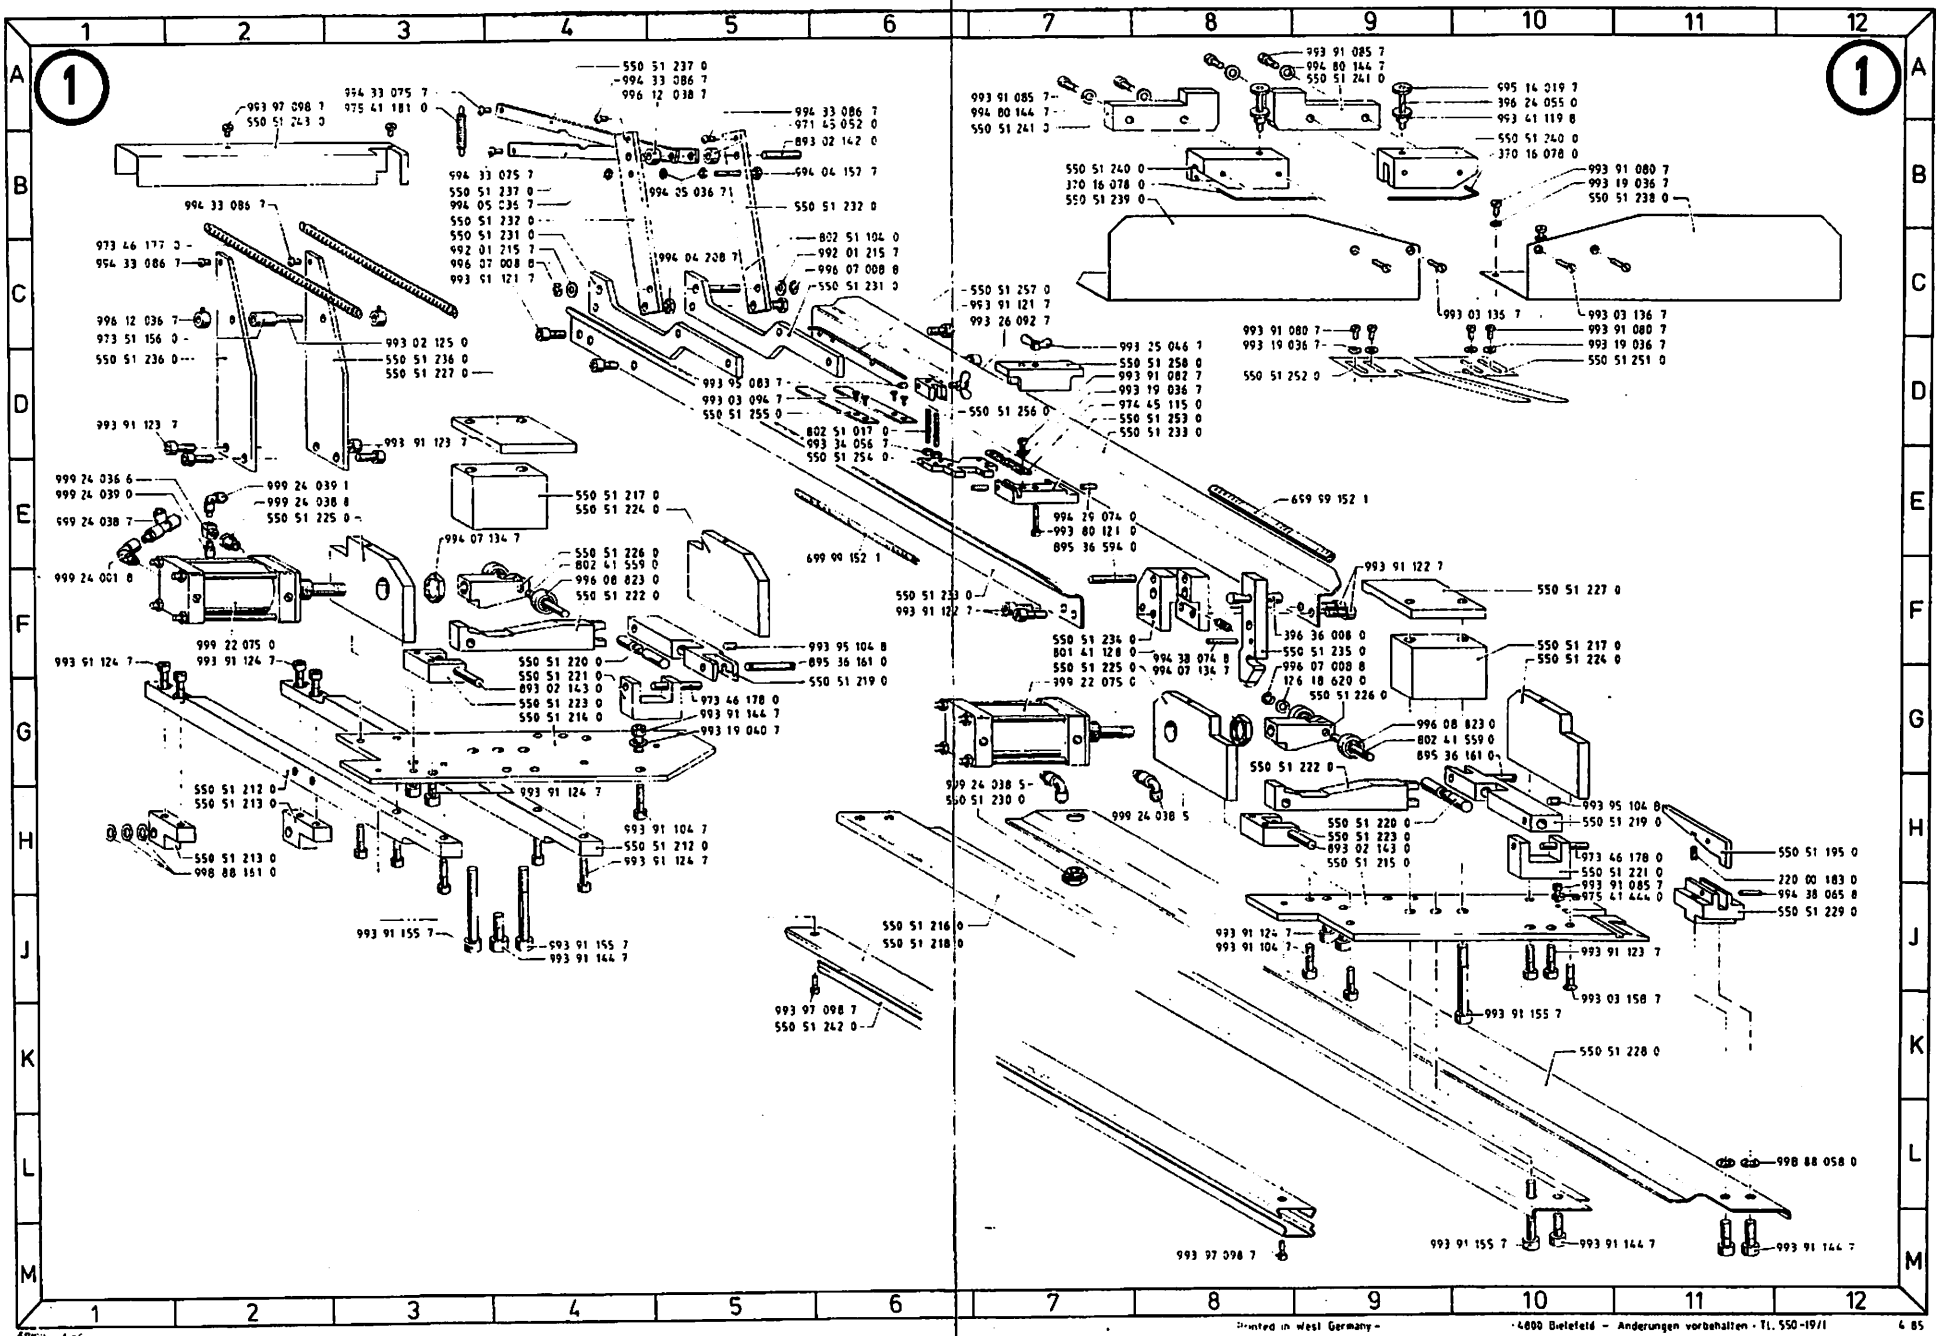 1 2 3 4 5 6 7 8 9 10 11 12
A
B
C
D
E
F
G
H
J
K
L
M
1
993 97 098 7
550 51 243 0
994 33 075 7
975 41 181 0
550 51 237 0
994 33 086 7
996 12 038 7
994 33 086 7
971 45 052 0
893 02 142 0
994 04 157 7
994 33 075 7
550 51 237 0
994 05 036 7
550 51 232 0
550 51 231 0
992 01 215 7
996 07 008 8
993 91 121 7
994 05 036 7
550 51 232 0
994 04 208 7
802 51 104 0
992 01 215 7
996 07 008 8
550 51 231 0
994 33 086 7
973 46 177 0
994 33 086 7
996 12 036 7
973 51 156 0
550 51 236 0
993 02 125 0
550 51 236 0
550 51 227 0
993 91 123 7
993 91 123 7
550 51 257 0
993 91 121 7
993 26 092 7
993 95 083 7
993 03 094 7
550 51 255 0
802 51 017 0
993 34 056 7
550 51 254 0
550 51 256 0
993 25 046 7
550 51 258 0
993 91 082 7
993 19 036 7
974 45 115 0
550 51 253 0
550 51 233 0
999 24 036 6
999 24 039 0
999 24 038 7
999 24 001 8
999 24 039 1
999 24 038 8
550 51 225 0
994 07 134 7
550 51 217 0
550 51 224 0
550 51 226 0
802 41 559 0
996 08 823 0
550 51 222 0
699 99 152 1
699 99 152 1
994 29 074 0
993 80 121 0
895 36 594 0
999 22 075 0
993 91 124 7
993 91 124 7
550 51 220 0
550 51 221 0
893 02 143 0
550 51 223 0
550 51 214 0
993 95 104 8
895 36 161 0
550 51 219 0
973 46 178 0
993 91 144 7
993 19 040 7
550 51 212 0
550 51 213 0
993 91 124 7
550 51 213 0
998 88 161 0
993 91 104 7
550 51 212 0
993 91 124 7
993 91 155 7
993 91 155 7
993 91 144 7
550 51 233 0
993 91 122 7
993 91 122 7
550 51 234 0
801 41 128 0
550 51 225 0
999 22 075 0
994 38 074 8
994 07 134 7
396 36 008 0
550 51 235 0
996 07 008 8
126 18 620 0
550 51 226 0
550 51 227 0
550 51 217 0
550 51 224 0
996 08 823 0
802 41 559 0
895 36 161 0
550 51 222 0
999 24 038 5
550 51 230 0
999 24 038 5
550 51 220 0
550 51 223 0
893 02 143 0
550 51 215 0
993 95 104 8
550 51 219 0
973 46 178 0
550 51 221 0
993 91 085 7
975 41 444 0
550 51 195 0
220 00 183 0
994 38 065 8
550 51 229 0
550 51 216 0
550 51 218 0
993 91 124 7
993 91 104 7
993 91 123 7
993 03 158 7
993 91 155 7
993 97 098 7
550 51 242 0
550 51 228 0
998 88 058 0
993 97 098 7
993 91 155 7
993 91 144 7
993 91 144 7
993 91 085 7
994 80 144 7
550 51 241 0
993 91 085 7
994 80 144 7
550 51 241 0
995 14 019 7
396 24 055 0
993 41 119 8
550 51 240 0
370 16 078 0
550 51 240 0
370 16 078 0
550 51 239 0
993 91 080 7
993 19 036 7
550 51 238 0
993 03 136 7
993 03 136 7
993 91 080 7
993 19 036 7
550 51 252 0
993 91 080 7
993 19 036 7
550 51 251 0
1
A
B
C
D
E
F
G
H
J
K
L
M
1 2 3 4 5 6 7 8 9 10 11 12
Printed in West Germany - 4800 Bielefeld - Änderungen vorbehalten - TL. 550-19/1 4 85